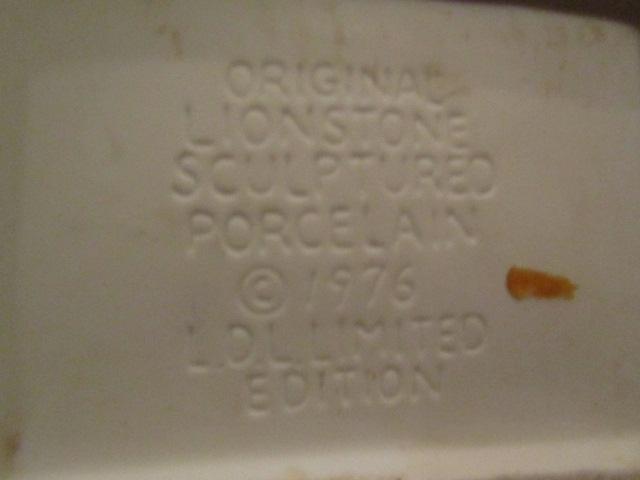 ORIGINAL
LIONSTONE
SCULPTURED
PORCELAIN
© 1976
L.D.L. LIMITED
EDITION